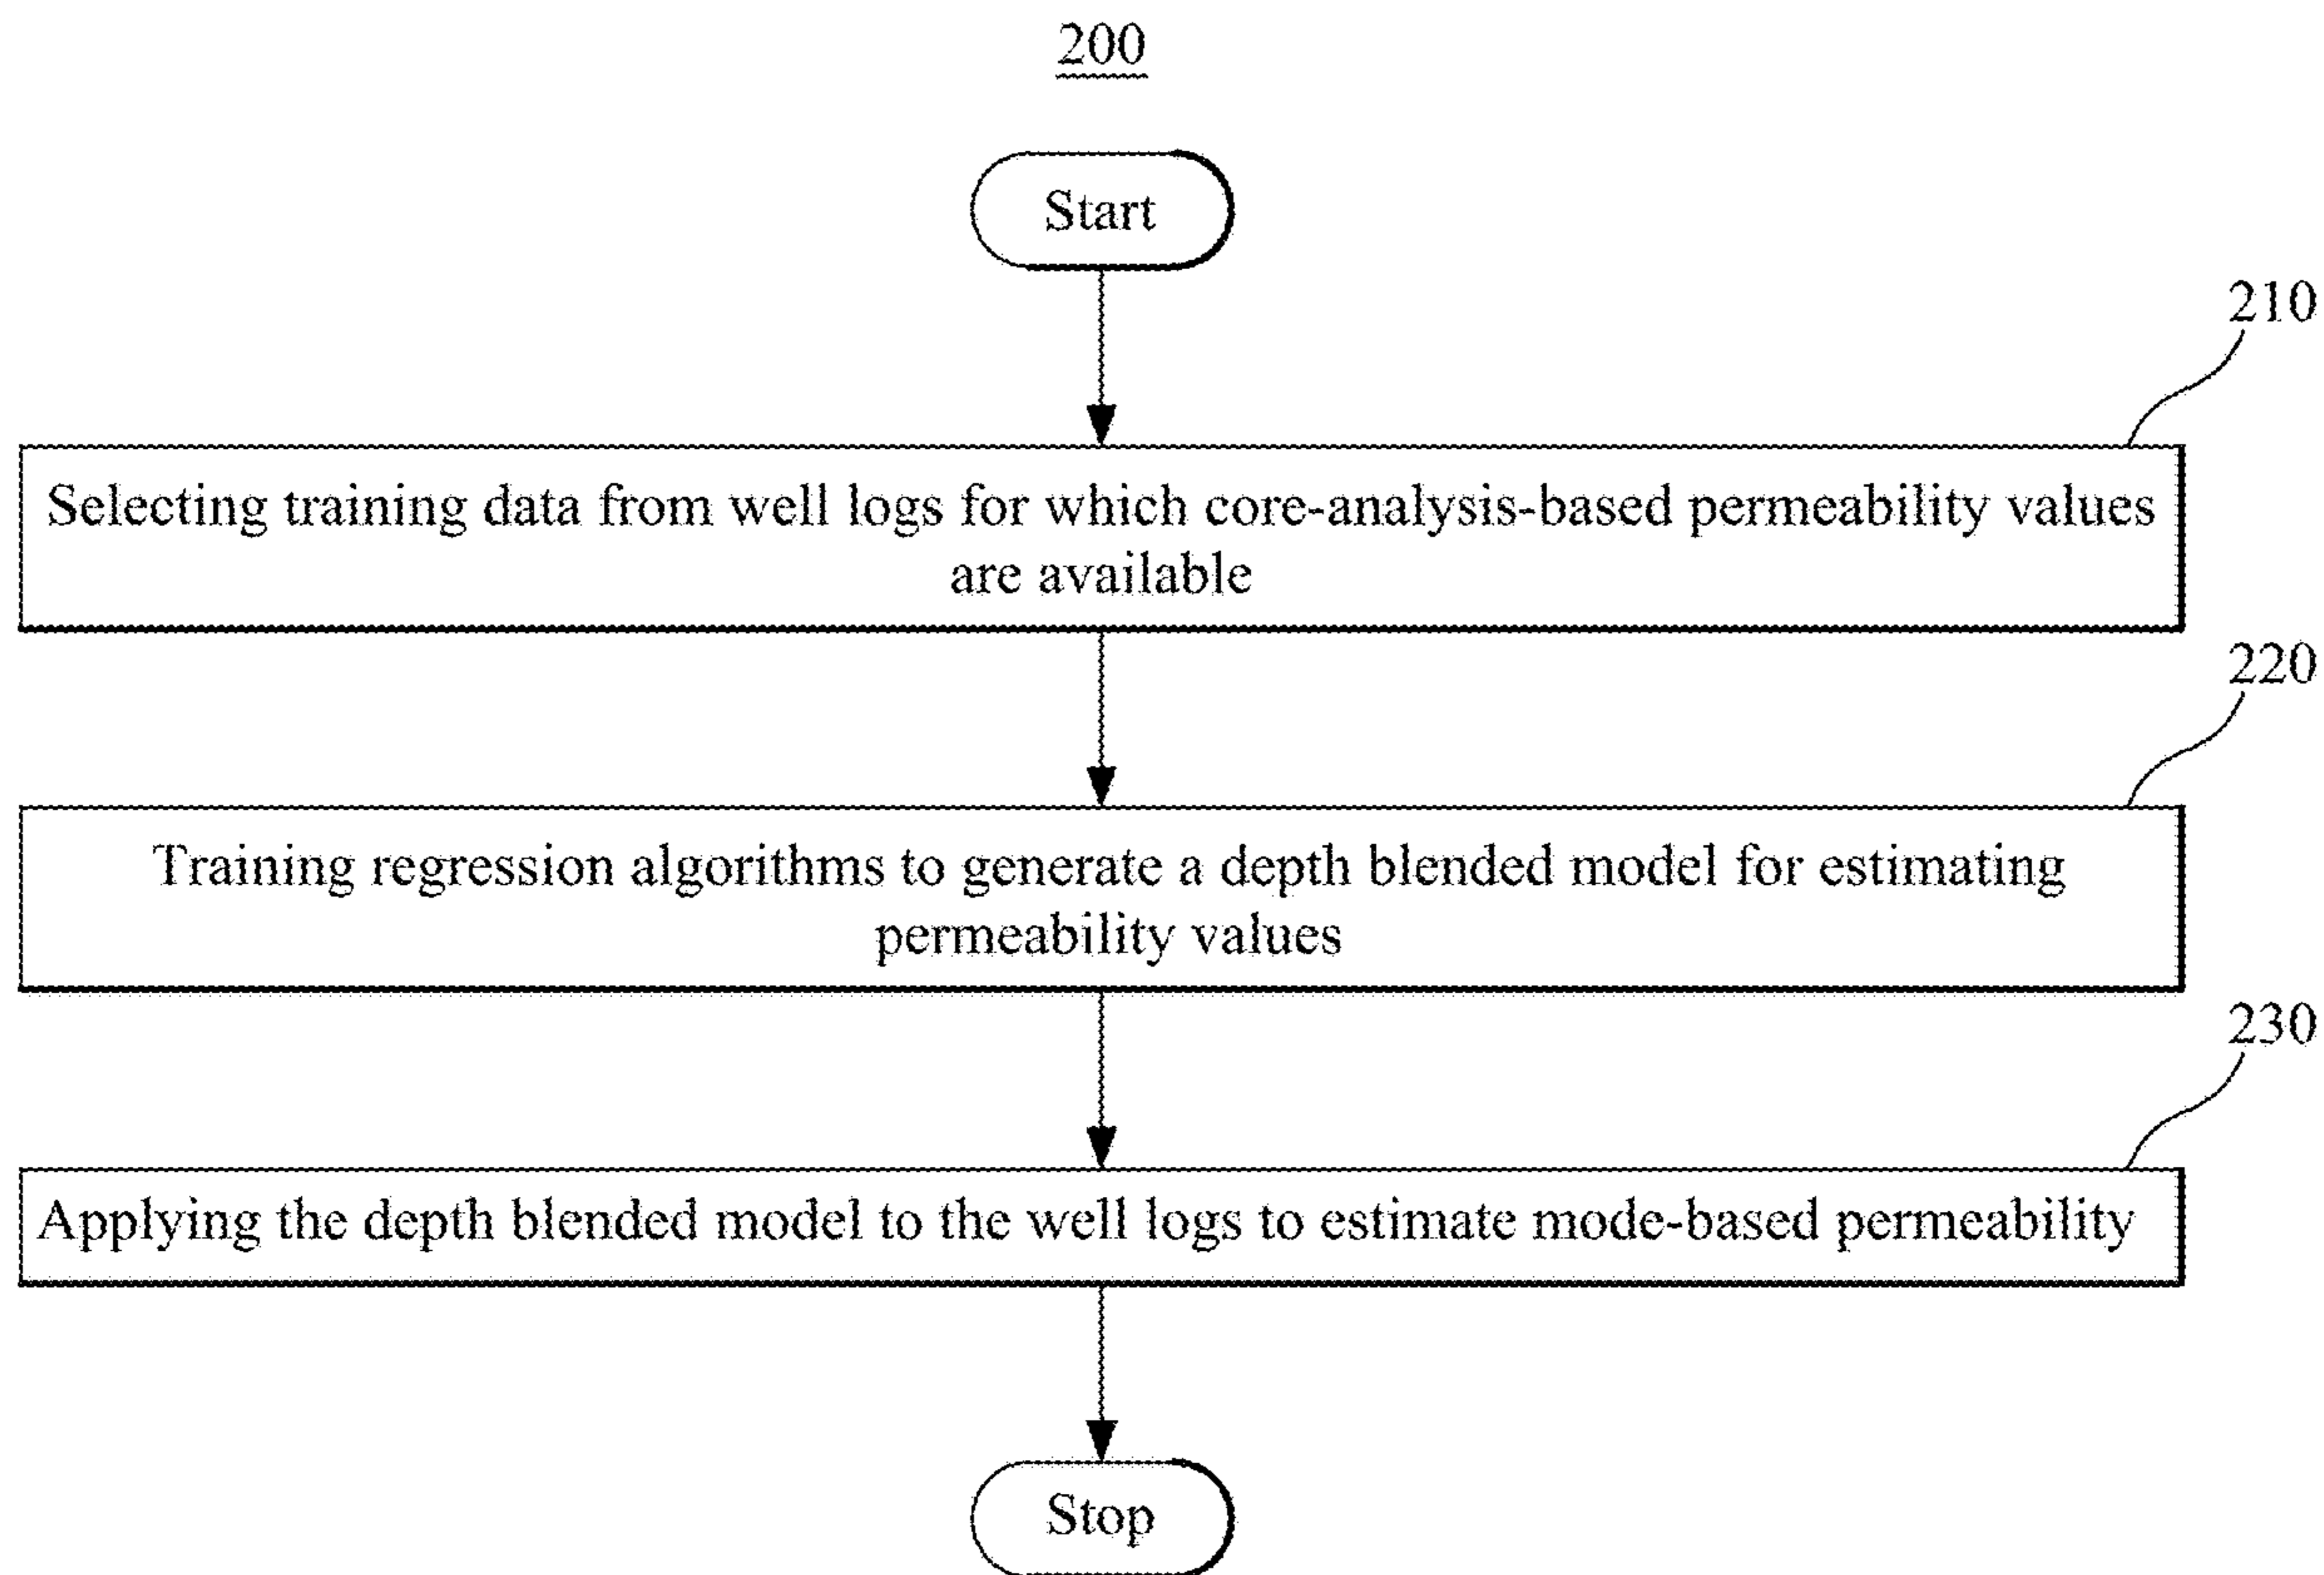 200
Start
210
Selecting training data from well logs for which core-analysis-based permeability values
are available
220
Training regression algorithms to generate a depth blended model for estimating
permeability values
230
Applying the depth blended model to the well logs to estimate mode-based permeability
Stop